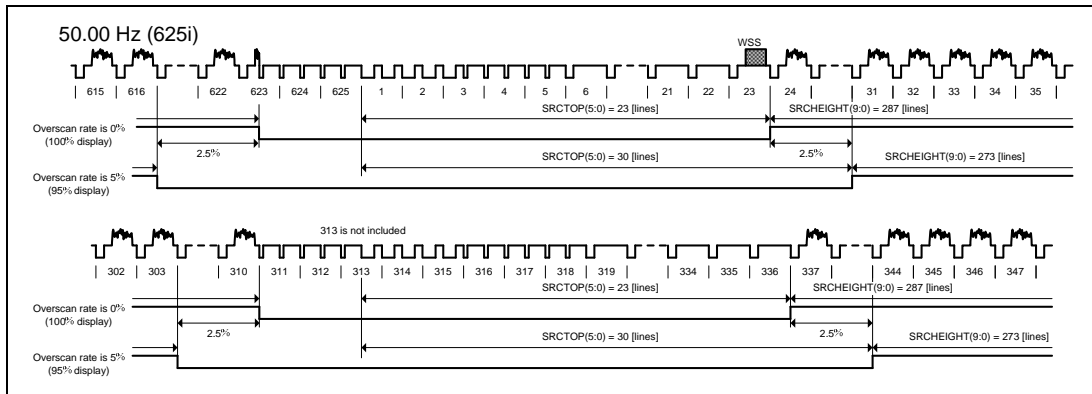 50.00 Hz (625i)
WSS
615 616 622 623 624 625 1 2 3 4 5 6 21 22 23 24 31 32 33 34 35
SRCTOP(5:0) = 23 [lines] SRCHEIGHT(9:0) = 287 [lines]
Overscan rate is 0%
(100% display)
2.5% 2.5%
SRCTOP(5:0) = 30 [lines] SRCHEIGHT(9:0) = 273 [lines]
Overscan rate is 5%
(95% display)
313 is not included
302 303 310 311 312 313 314 315 316 317 318 319 334 335 336 337 344 345 346 347
SRCTOP(5:0) = 23 [lines] SRCHEIGHT(9:0) = 287 [lines]
Overscan rate is 0%
(100% display)
2.5% 2.5%
SRCTOP(5:0) = 30 [lines] SRCHEIGHT(9:0) = 273 [lines]
Overscan rate is 5%
(95% display)